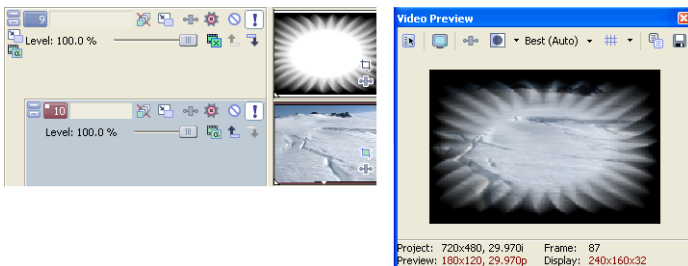 9
Level: 100.0 %
10
Level: 100.0 %
Video Preview
Best (Auto)
Project: 720x480, 29.970i Frame: 87
Preview: 180x120, 29.970p Display: 240x160x32